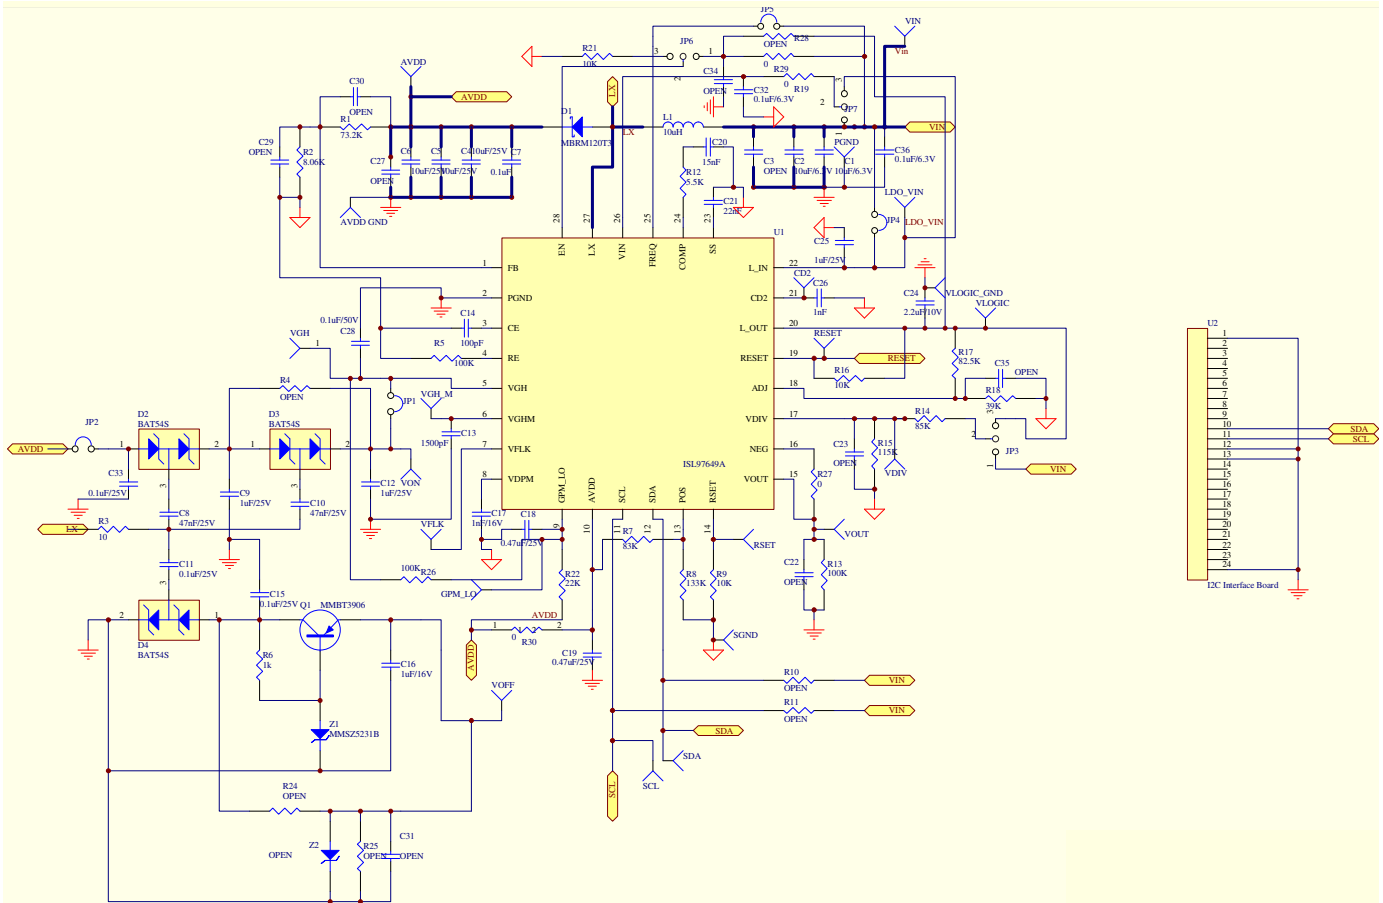 JP5
VIN
R28
OPEN
Vin
R21
10K
3
JP6
1
2
0
R29
0
R19
3
C34
OPEN
C32
0.1uF/6.3V
2
JP7
1
AVDD
AVDD
C30
OPEN
R1
73.2K
LX
LX
D1
MBRM120T3
L1
10uH
VIN
C29
OPEN
R2
8.06K
C27
OPEN
C6
10uF/25V
C5
10uF/25V
C4
10uF/25V
C7
0.1uF
AVDD GND
C20
15nF
R12
5.5K
C21
22nF
C3
OPEN
C2
10uF/6.3V
C1
10uF/6.3V
PGND
C36
0.1uF/6.3V
LDO_VIN
LDO_VIN
JP4
C25
1uF/25V
28
27
26
25
24
23
EN
LX
VIN
FREQ
COMP
SS
U1
1
FB
2
PGND
3
CE
4
RE
5
VGH
6
VGHM
7
VFLK
8
VDPM
L_IN
22
CD2
21
L_OUT
20
RESET
19
ADJ
18
VDIV
17
NEG
16
VOUT
15
ISL97649A
GPM_LO
AVDD
SCL
SDA
POS
RSET
9
10
11
12
13
14
CD2
C26
1nF
C24
2.2uF/10V
VLOGIC_GND
VLOGIC
RESET
RESET
R16
10K
R17
82.5K
C35
OPEN
R18
39K
R14
85K
3
2
JP3
1
VIN
C23
OPEN
R15
115K
VDIV
R27
0
VOUT
C22
OPEN
R13
100K
0.1uF/50V
C28
C14
100pF
R5
100K
VGH
1
R4
OPEN
JP1
VGH_M
C13
1500pF
VON
JP2
AVDD
1
D2
BAT54S
2
1
D3
BAT54S
2
3
3
C33
0.1uF/25V
C8
47nF/25V
C9
1uF/25V
C10
47nF/25V
C12
1uF/25V
LX
R3
10
C11
0.1uF/25V
3
VFLK
C17
1nF/16V
C18
0.47uF/25V
100K
R26
GPM_LO
R22
22K
R7
83K
R8
133K
R9
10K
RSET
SGND
AVDD
1
2
0
R30
AVDD
C19
0.47uF/25V
C15
0.1uF/25V
Q1
MMBT3906
2
1
D4
BAT54S
R6
1k
C16
1uF/16V
Z1
MMSZ5231B
VOFF
R10
OPEN
VIN
R11
OPEN
VIN
SDA
SDA
SCL
SCL
R24
OPEN
OPEN
Z2
R25
OPEN
C31
OPEN
U2
1
2
3
4
5
6
7
8
9
10
11
12
13
14
15
16
17
18
19
20
21
22
23
24
SDA
SCL
I2C Interface Board